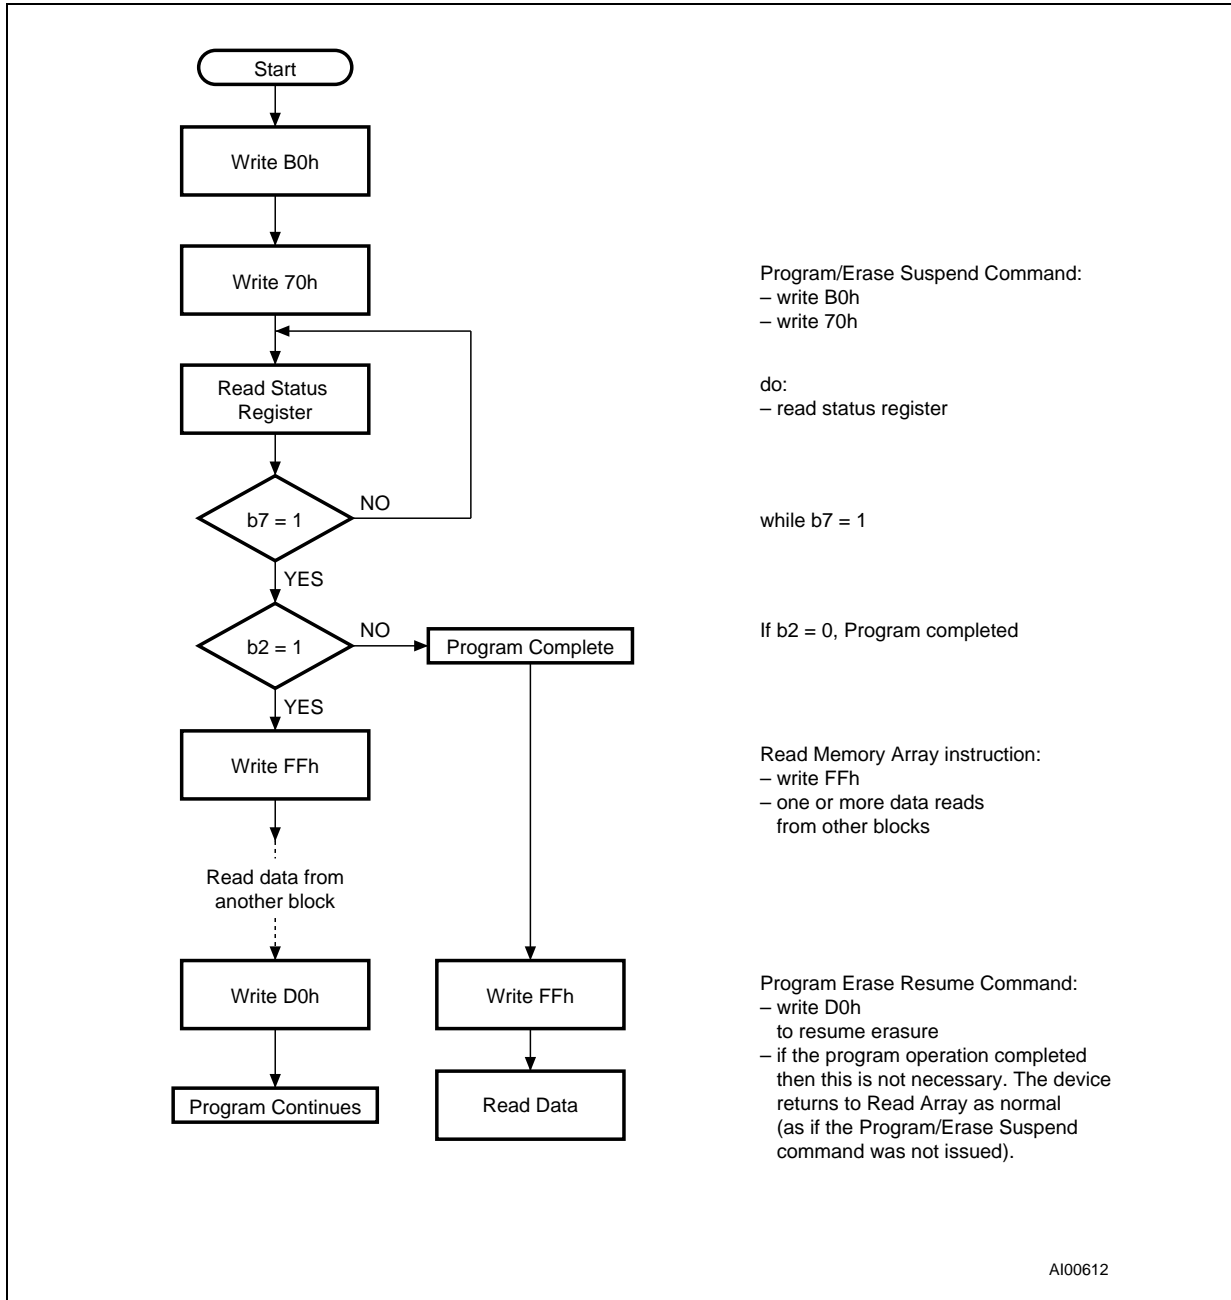 Start
Write B0h
Write 70h
Program/Erase Suspend Command:
– write B0h
– write 70h
Read Status
Register
do:
– read status register
NO
b7 = 1
while b7 = 1
YES
NO
b2 = 1
Program Complete
If b2 = 0, Program completed
YES
Write FFh
Read Memory Array instruction:
– write FFh
– one or more data reads
from other blocks
Read data from
another block
Write D0h
Write FFh
Program Erase Resume Command:
– write D0h
to resume erasure
– if the program operation completed
then this is not necessary. The device
returns to Read Array as normal
(as if the Program/Erase Suspend
command was not issued).
Program Continues
Read Data
AI00612